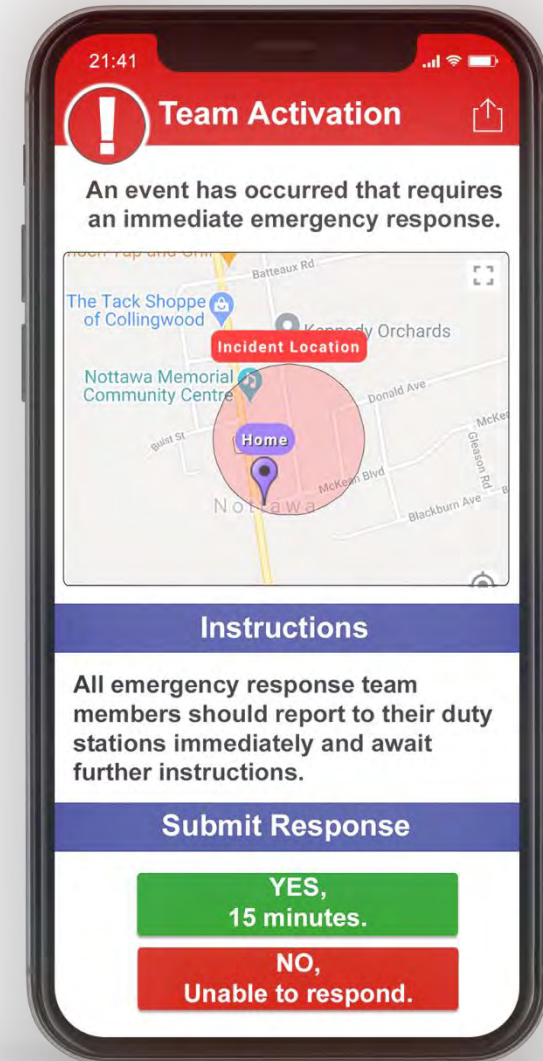 21:41
!
Team Activation
An event has occurred that requires
an immediate emergency response.
Batteaux Rd
The Tack Shoppe
of Collingwood
Kennedy Orchards
Incident Location
Nottawa Memorial
Community Centre
Donald Ave
Buist St
Home
McKean Blvd
Gleason Rd
Nottawa
Blackburn Ave
Instructions
All emergency response team
members should report to their duty
stations immediately and await
further instructions.
Submit Response
YES,
15 minutes.
NO,
Unable to respond.